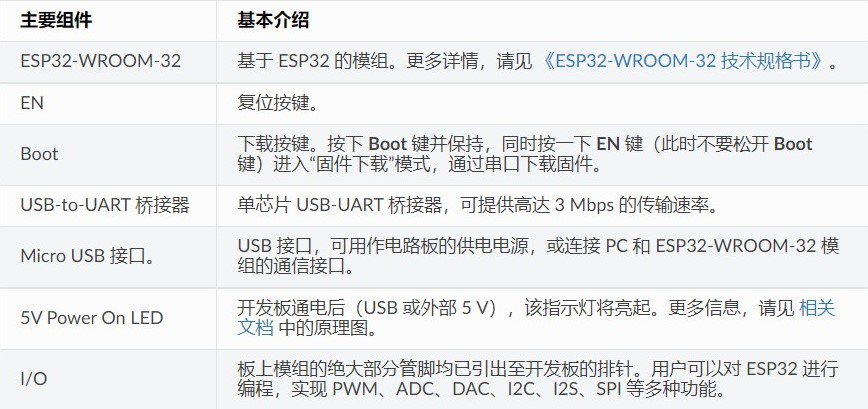 主要组件 基本介绍
ESP32-WROOM-32 基于 ESP32 的模组。更多详情，请见 《ESP32-WROOM-32 技术规格书》。
EN 复位按键。
Boot 下载按键。按下 Boot 键并保持，同时按一下 EN 键（此时不要松开 Boot
键）进入“固件下载”模式，通过串口下载固件。
USB-to-UART 桥接器 单芯片 USB-UART 桥接器，可提供高达 3 Mbps 的传输速率。
Micro USB 接口。 USB 接口，可用作电路板的供电电源，或连接 PC 和 ESP32-WROOM-32 模
组的通信接口。
5V Power On LED 开发板通电后（USB 或外部 5 V），该指示灯将亮起。更多信息，请见 相关
文档 中的原理图。
I/O 板上模组的绝大部分管脚均已引出至开发板的排针。用户可以对 ESP32 进行
编程，实现 PWM、ADC、DAC、I2C、I2S、SPI 等多种功能。